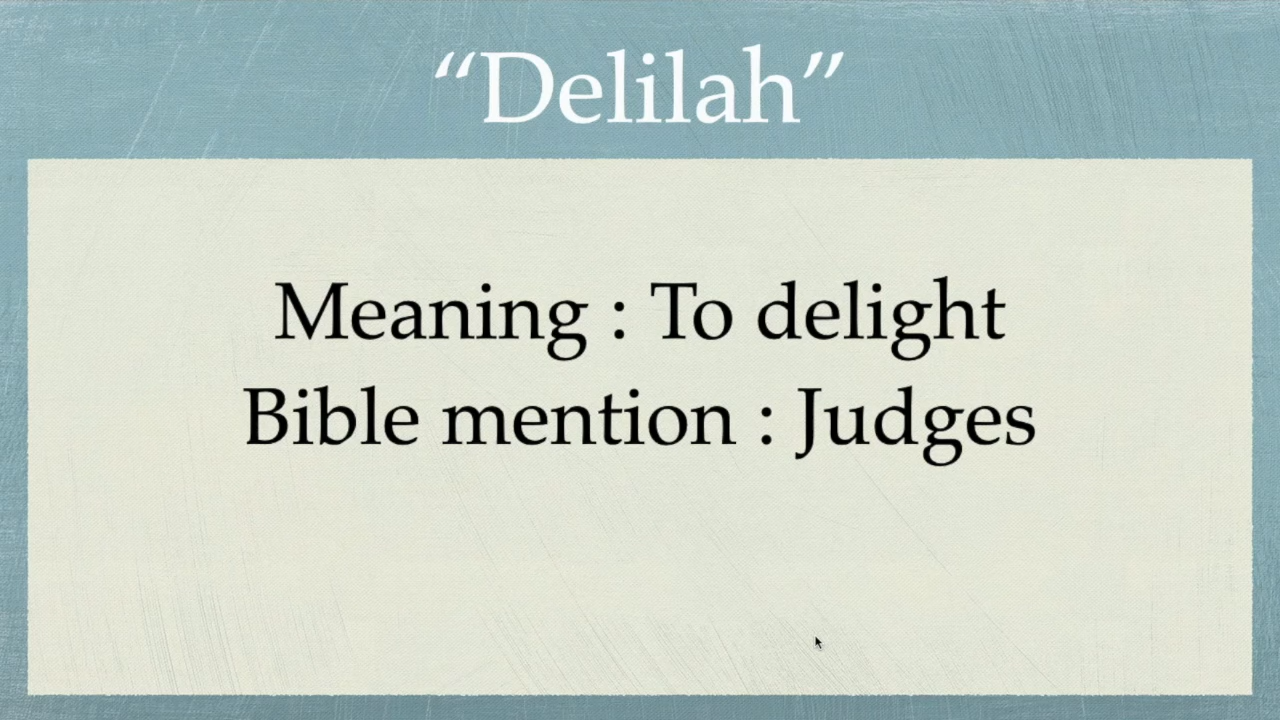 “Delilah”
Meaning : To delight
Bible mention : Judges